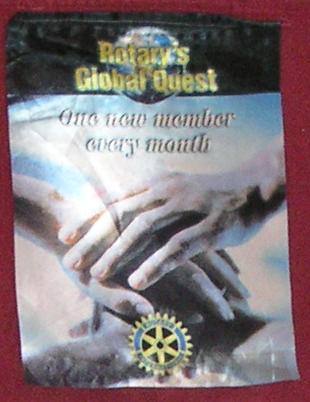 Rotary's
Global Quest
One new member
every month